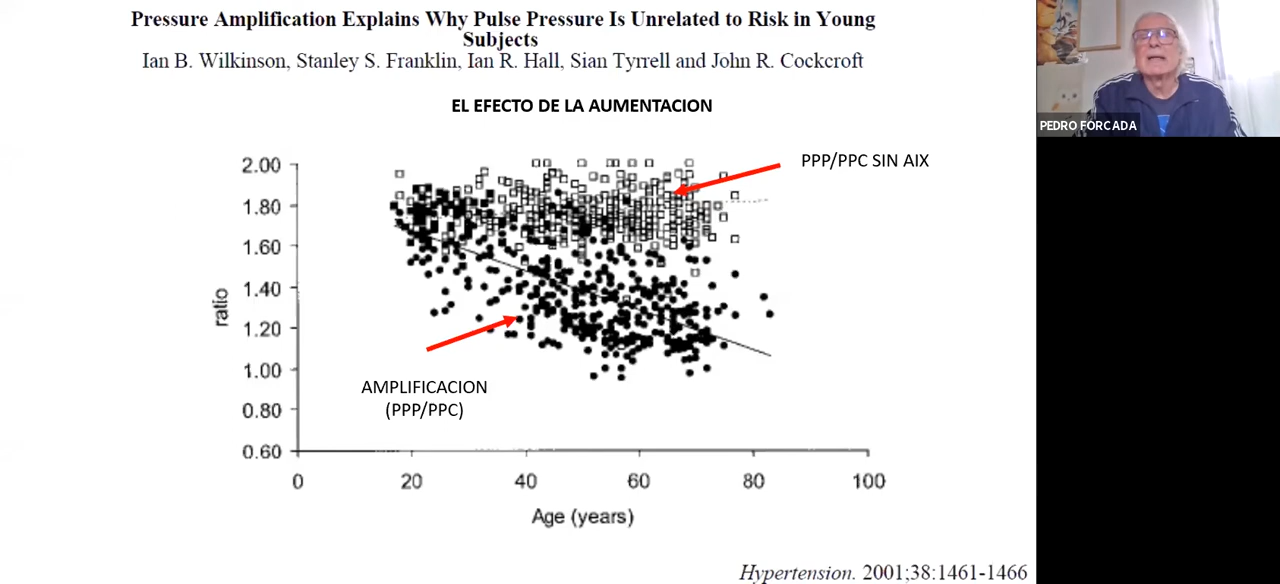 Pressure Amplification Explains Why Pulse Pressure Is Unrelated to Risk in Young
Subjects
Ian B. Wilkinson, Stanley S. Franklin, Ian R. Hall, Sian Tyrrell and John R. Cockcroft
PEDRO FORCADA
EL EFECTO DE LA AUMENTACION
PPP/PPC SIN AIX
2.00
1.80
1.60
1.40
1.20
1.00
0.80
0.60
ratio
AMPLIFICACION
(PPP/PPC)
0 20 40 60 80 100
Age (years)
Hypertension. 2001;38:1461-1466